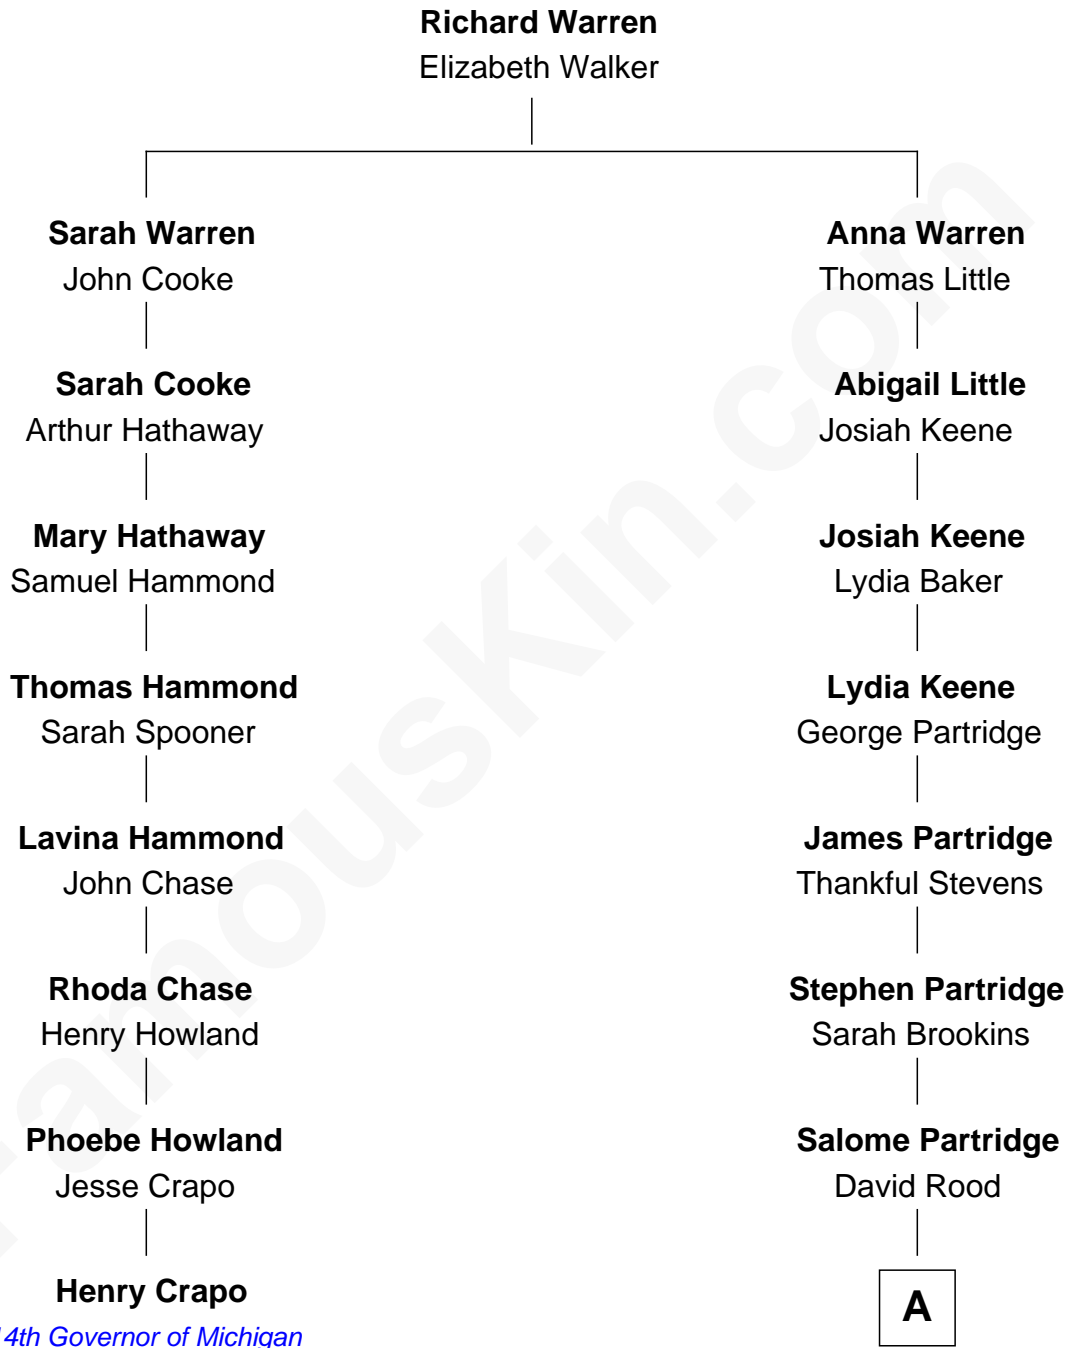 Richard Warren
Elizabeth Walker
Sarah Warren
John Cooke
Anna Warren
Thomas Little
Sarah Cooke
Arthur Hathaway
Abigail Little
Josiah Keene
Mary Hathaway
Samuel Hammond
Josiah Keene
Lydia Baker
Thomas Hammond
Sarah Spooner
Lydia Keene
George Partridge
Lavina Hammond
John Chase
James Partridge
Thankful Stevens
Rhoda Chase
Henry Howland
Stephen Partridge
Sarah Brookins
Phoebe Howland
Jesse Crapo
Salome Partridge
David Rood
Henry Crapo
4th Governor of Michigan
A
FamousKin.com